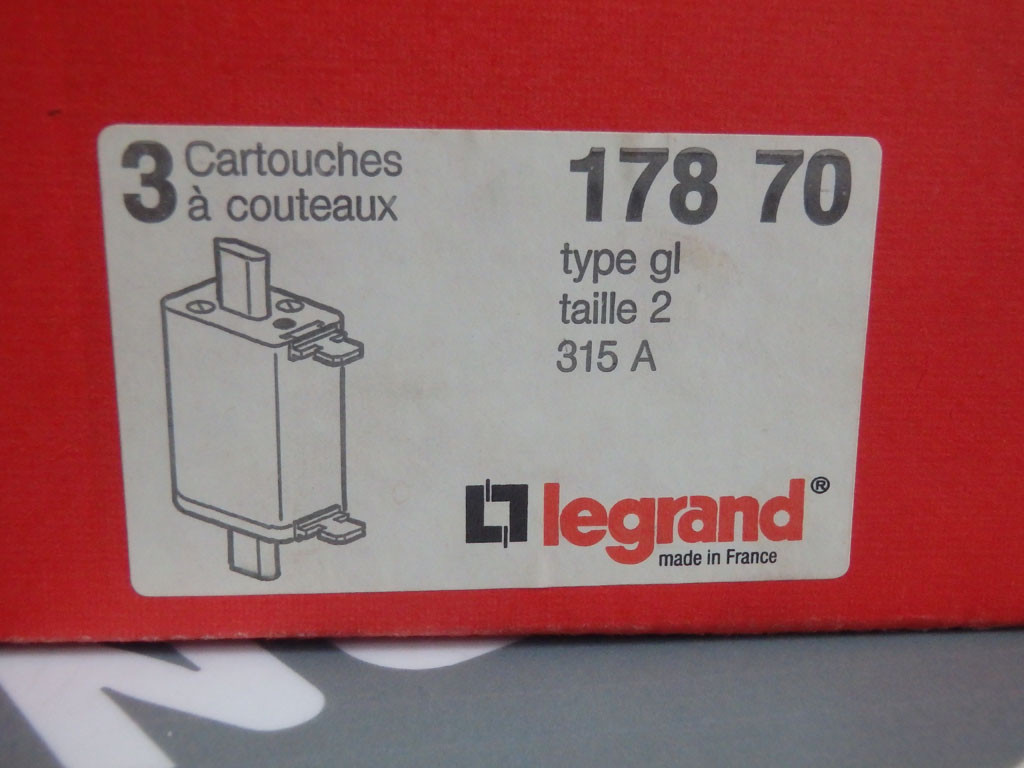 3 Cartouches
à couteaux
178 70
type gl
taille 2
315 A
legrand®
made in France